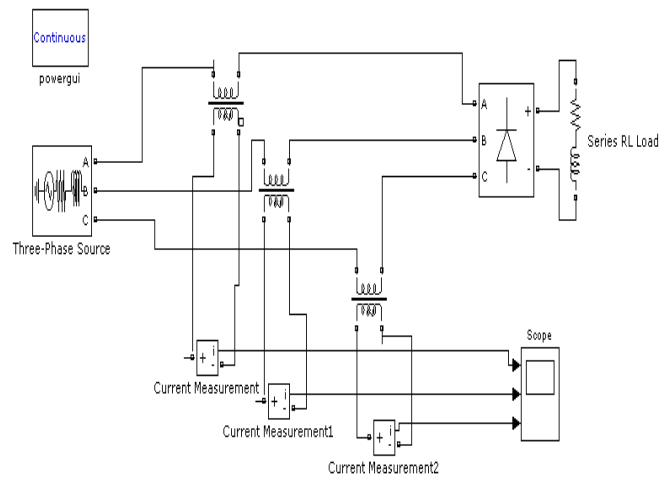 Continuous
powergui
A
B
C
Three-Phase Source
A
B
C
+
-
Series RL Load
+
i
-
Current Measurement
+
i
-
Current Measurement1
+
i
-
Current Measurement2
Scope